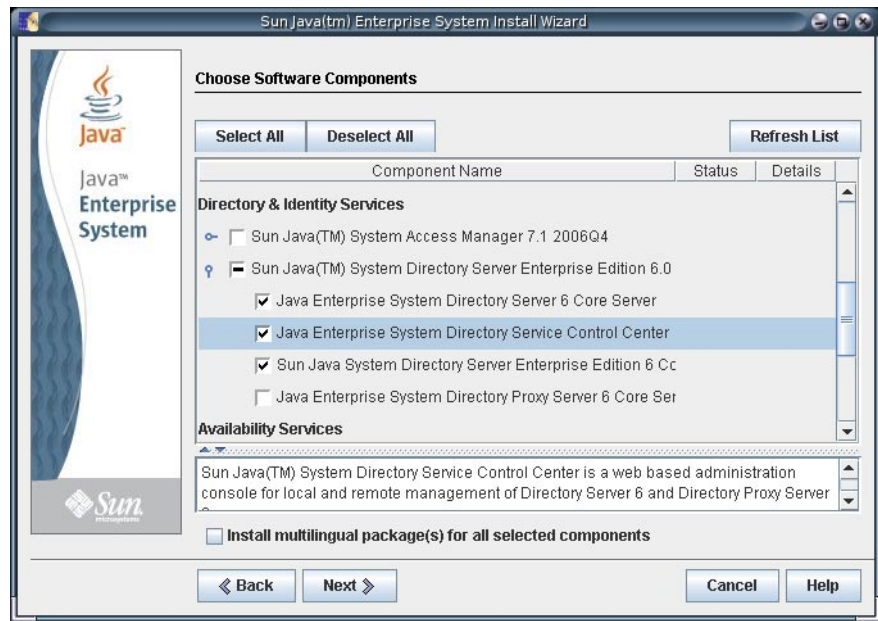 Sun Java(tm) Enterprise System Install Wizard
Java
Java™
Enterprise
System
Sun
microsystems
Choose Software Components
Select All Deselect All Refresh List
Component Name Status Details
Directory & Identity Services
Sun Java(TM) System Access Manager 7.1 2006Q4
Sun Java(TM) System Directory Server Enterprise Edition 6.0
Java Enterprise System Directory Server 6 Core Server
Java Enterprise System Directory Service Control Center
Sun Java System Directory Server Enterprise Edition 6 Cc
Java Enterprise System Directory Proxy Server 6 Core Ser
Availability Services
Sun Java(TM) System Directory Service Control Center is a web based administration
console for local and remote management of Directory Server 6 and Directory Proxy Server
Install multilingual package(s) for all selected components
Back Next Cancel Help